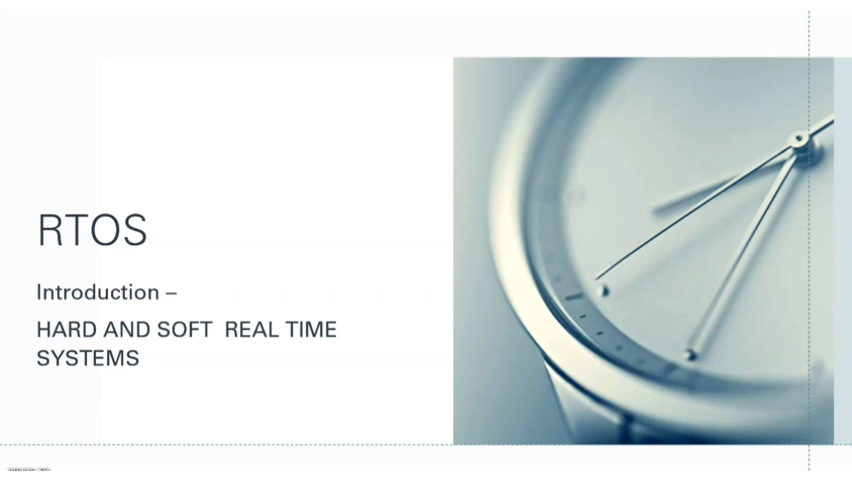 RTOS
Introduction –
HARD AND SOFT REAL TIME
SYSTEMS